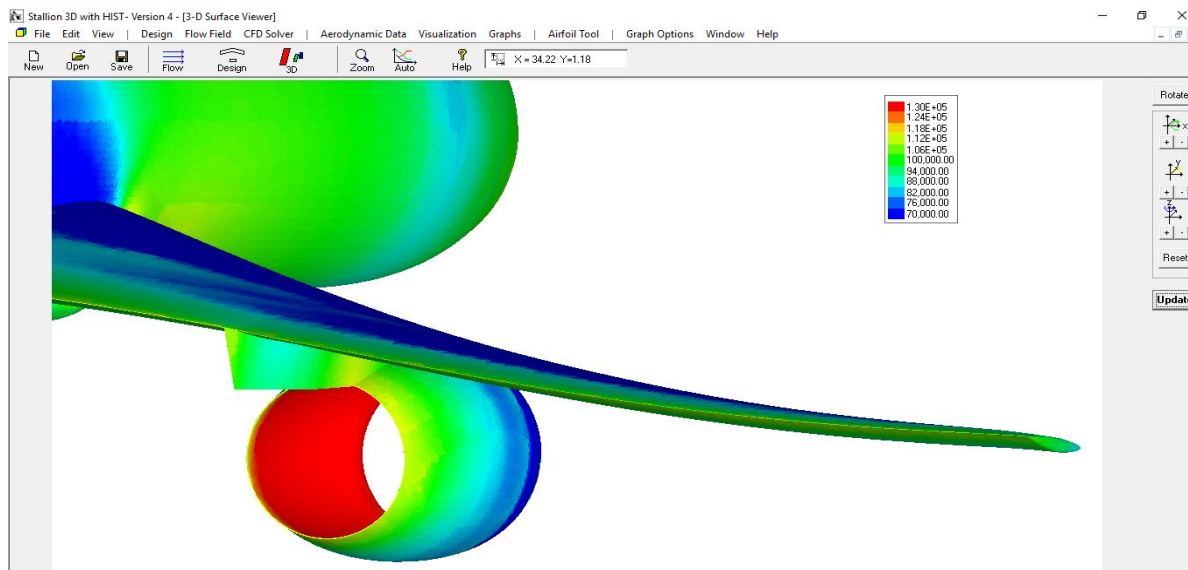 Stallion 3D with HIST- Version 4 - [3-D Surface Viewer]
File Edit View | Design Flow Field CFD Solver | Aerodynamic Data Visualization Graphs | Airfoil Tool | Graph Options Window Help
New Open Save Flow Design 3D Zoom Auto Help X = 34.22 Y=1.18
1.30E+05
1.24E+05
1.18E+05
1.12E+05
1.06E+05
100,000.00
94,000.00
88,000.00
82,000.00
76,000.00
70,000.00
Rotate
x
+ -
y
+ -
z
+ -
Reset
Update